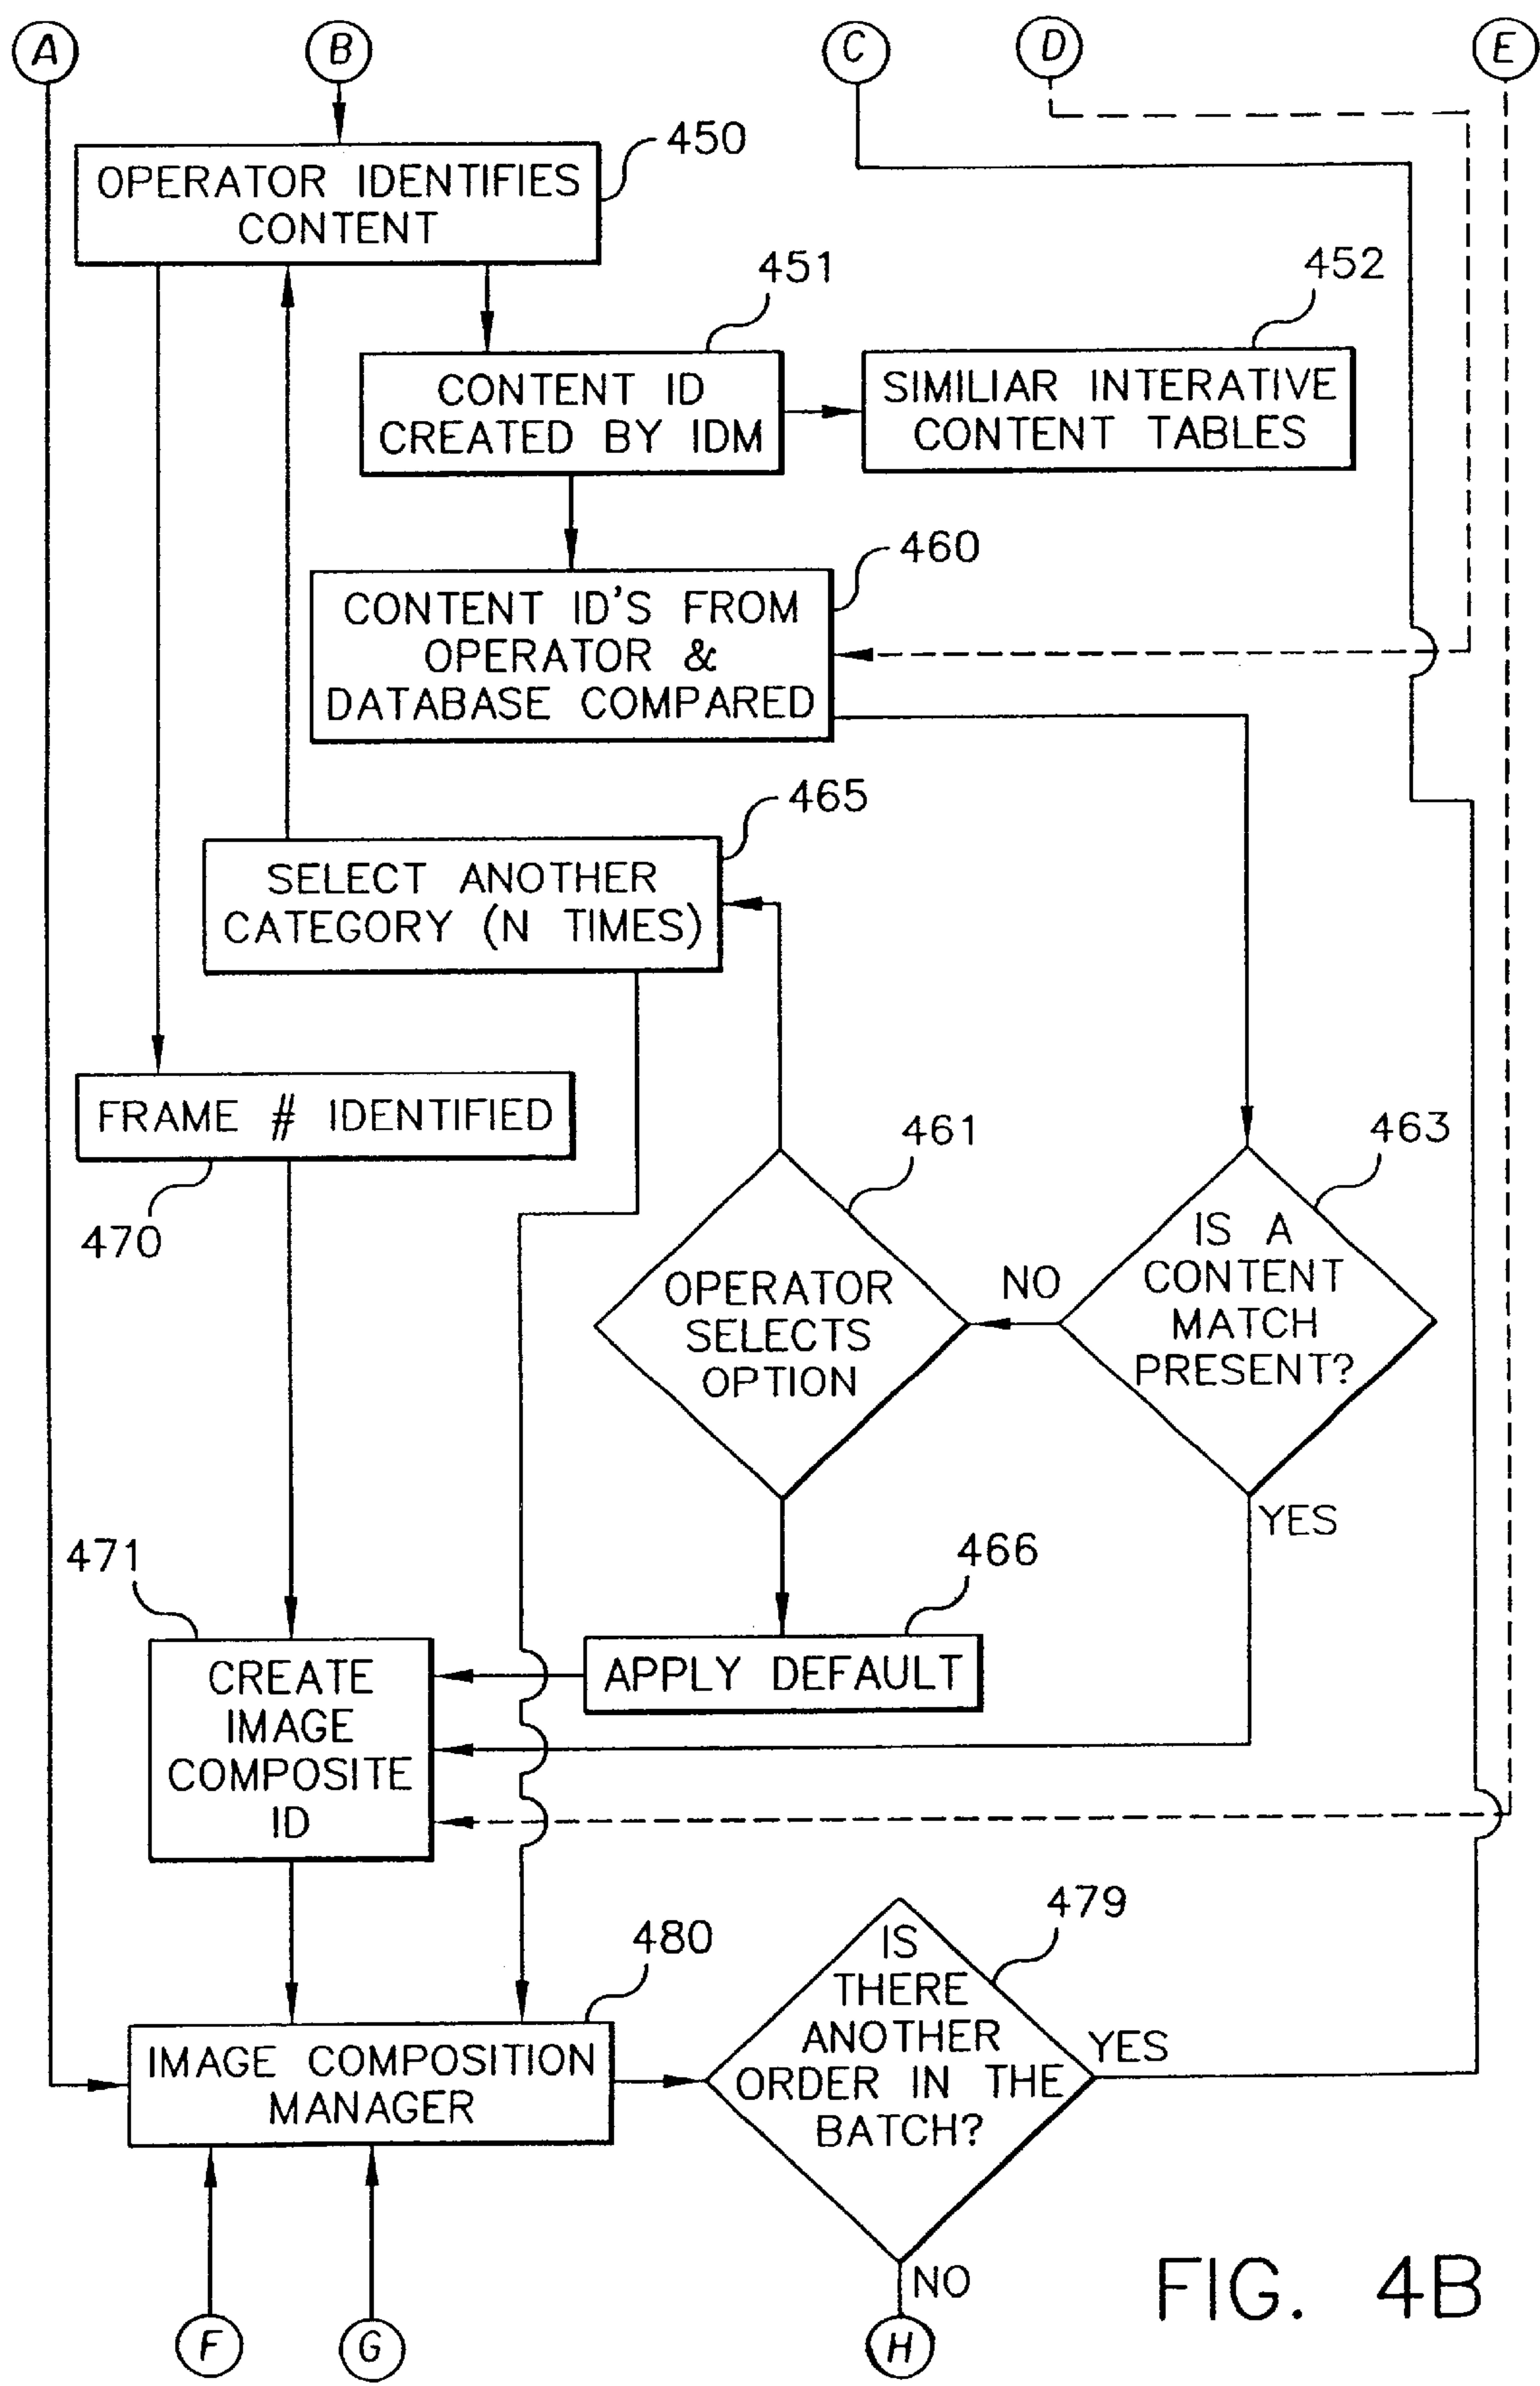 A
B
C
D
E
450
OPERATOR IDENTIFIES
CONTENT
451
452
CONTENT ID
CREATED BY IDM
SIMILIAR INTERATIVE
CONTENT TABLES
460
CONTENT ID'S FROM
OPERATOR &
DATABASE COMPARED
465
SELECT ANOTHER
CATEGORY (N TIMES)
FRAME # IDENTIFIED
470
461
463
OPERATOR
SELECTS
OPTION
NO
IS A
CONTENT
MATCH
PRESENT?
YES
471
466
CREATE
IMAGE
COMPOSITE
ID
APPLY DEFAULT
480
479
IMAGE COMPOSITION
MANAGER
IS
THERE
ANOTHER
ORDER IN THE
BATCH?
YES
NO
F
G
H
FIG. 4B